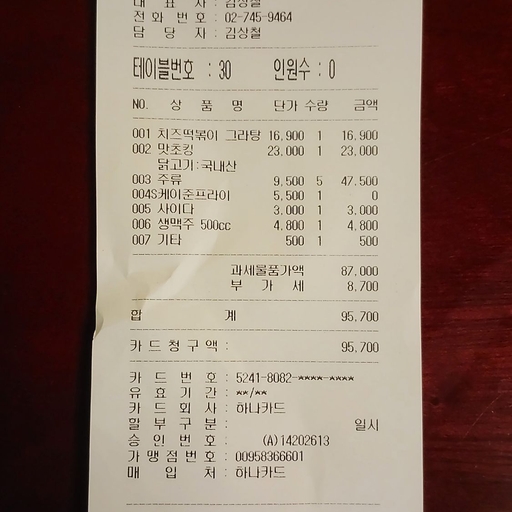 대 표 자 : 김상철
전 화 번 호 : 02-745-9464
담 당 자 : 김상철
테이블번호 : 30 인원수 : 0
NO. 상 품 명 단가 수량 금액
001 치즈떡볶이 그라탕 16,900 1 16,900
002 맛초킹 23,000 1 23,000
닭고기:국내산
003 주류 9,500 5 47,500
004S케이준프라이 5,500 1 0
005 사이다 3,000 1 3,000
006 생맥주 500cc 4,800 1 4,800
007 기타 500 1 500
과세물품가액 87,000
부 가 세 8,700
합 계 95,700
카 드 청 구 액 : 95,700
카 드 번 호 : 5241-8082-****-****
유 효 기 간 : **/**
카 드 회 사 : 하나카드
할 부 구 분 : 일시
승 인 번 호 : (A)14202613
가 맹 점 번 호 : 00958366601
매 입 처 : 하나카드